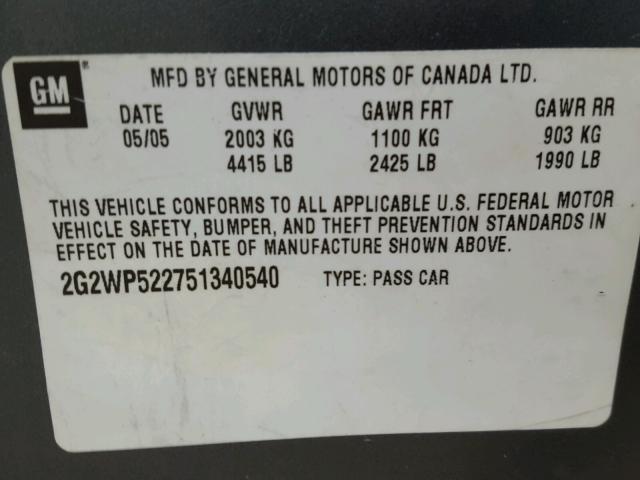 GM®
MFD BY GENERAL MOTORS OF CANADA LTD.
DATE GVWR GAWR FRT GAWR RR
05/05 2003 KG 1100 KG 903 KG
4415 LB 2425 LB 1990 LB
THIS VEHICLE CONFORMS TO ALL APPLICABLE U.S. FEDERAL MOTOR
VEHICLE SAFETY, BUMPER, AND THEFT PREVENTION STANDARDS IN
EFFECT ON THE DATE OF MANUFACTURE SHOWN ABOVE.
2G2WP522751340540 TYPE: PASS CAR